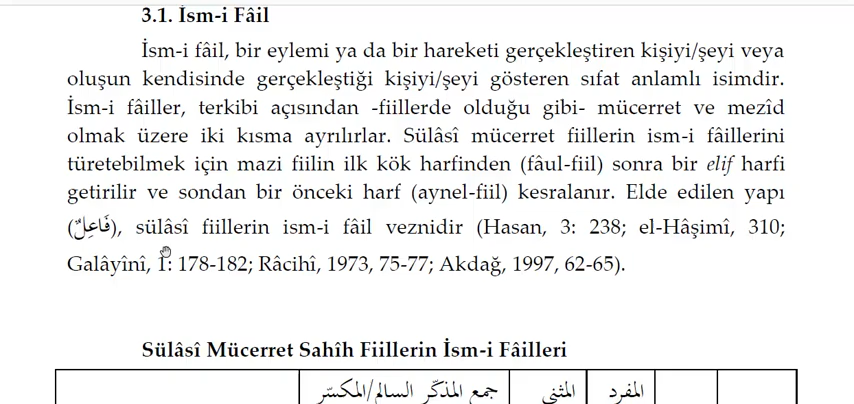 3.1. İsm-i Fâil
İsm-i fâil, bir eylemi ya da bir hareketi gerçekleştiren kişiyi/şeyi veya
oluşun kendisinde gerçekleştiği kişiyi/şeyi gösteren sıfat anlamlı isimdir.
İsm-i fâiller, terkibi açısından -fiillerde olduğu gibi- mücerret ve mezîd
olmak üzere iki kısma ayrılırlar. Sülâsî mücerret fiillerin ism-i fâillerini
türetebilmek için mazi fiilin ilk kök harfinden (fâul-fiil) sonra bir elif harfi
getirilir ve sondan bir önceki harf (aynel-fiil) kesralanır. Elde edilen yapı
(فَاعِلٌ), sülâsî fiillerin ism-i fâil veznidir (Hasan, 3: 238; el-Hâşimî, 310;
Galâyînî, 1: 178-182; Râcihî, 1973, 75-77; Akdağ, 1997, 62-65).
Sülâsî Mücerret Sahîh Fiillerin İsm-i Fâilleri
المفرد المثنى جمع المذكّر السالم/المكسّر